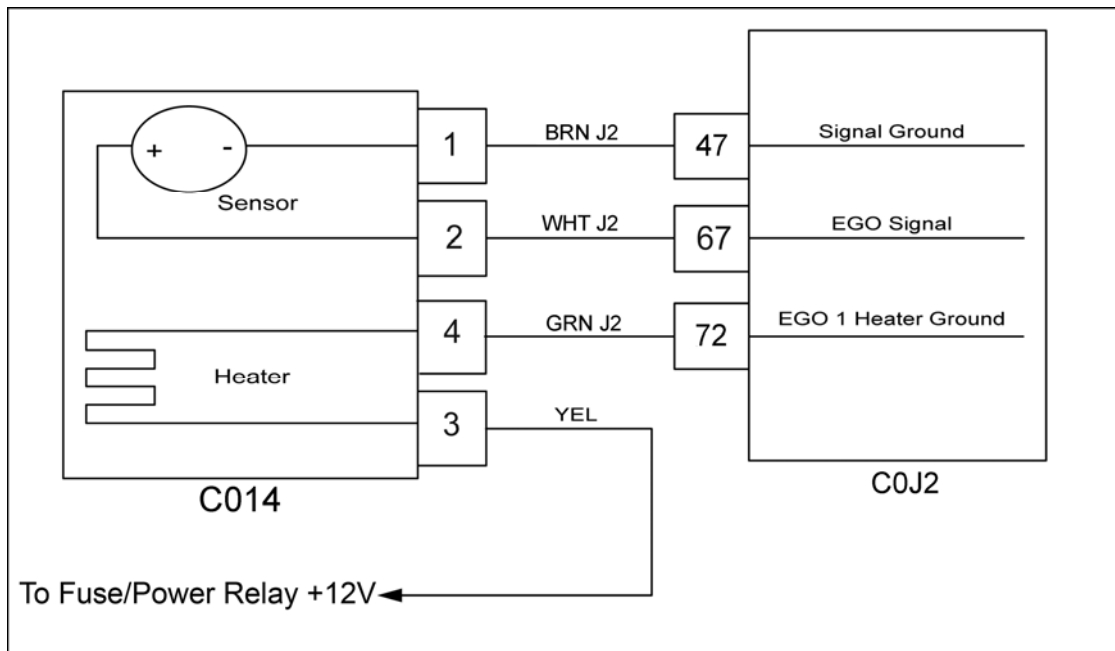 1
BRN J2
47
Signal Ground
+
-
Sensor
2
WHT J2
67
EGO Signal
4
GRN J2
72
EGO 1 Heater Ground
Heater
3
YEL
C014
C0J2
To Fuse/Power Relay +12V